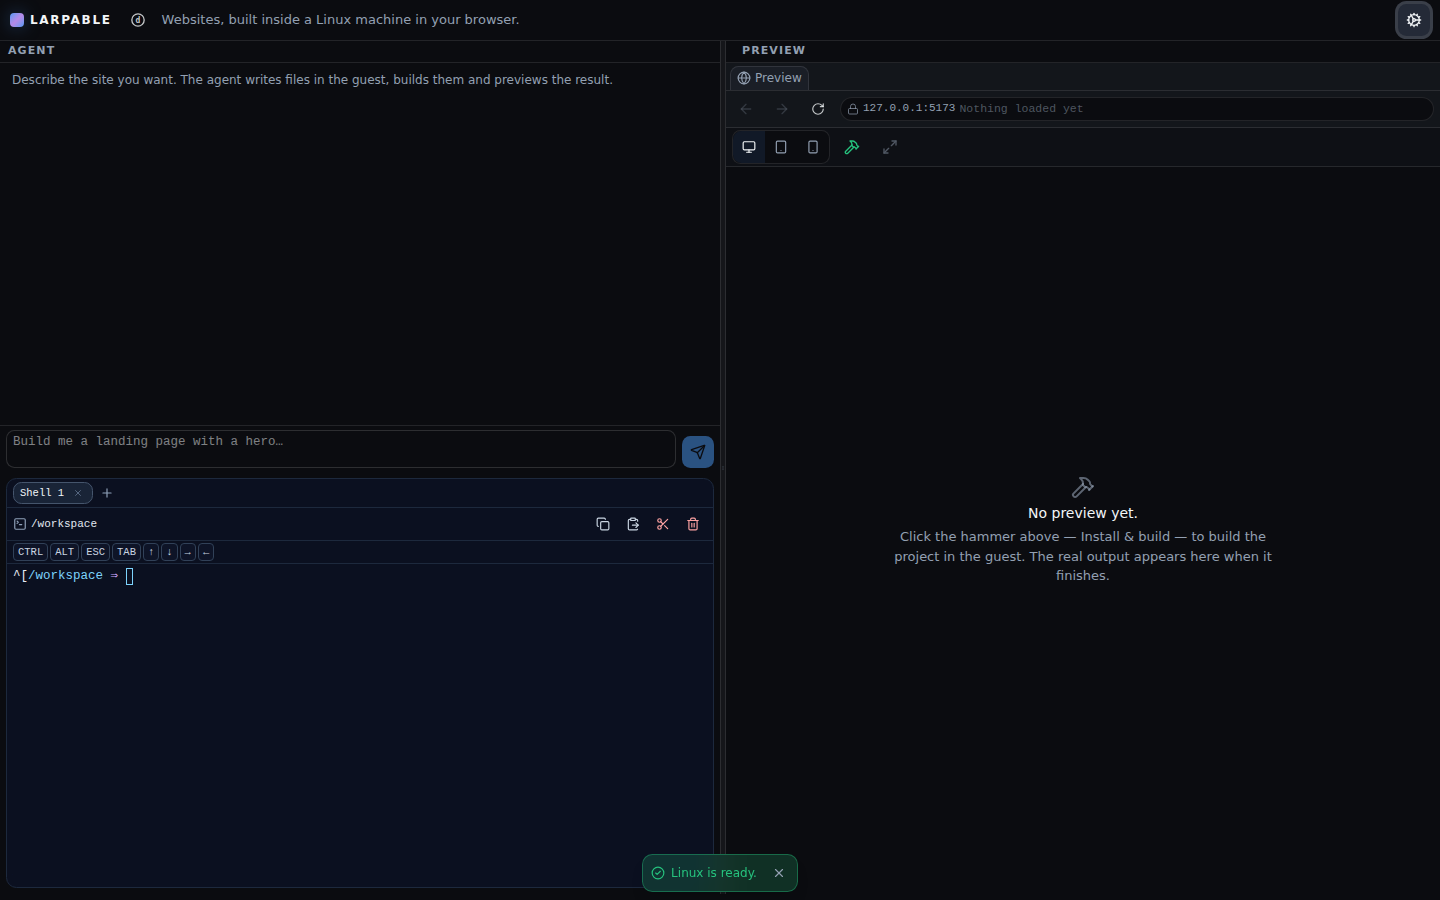 LARPABLE
Websites, built inside a Linux machine in your browser.
AGENT
Describe the site you want. The agent writes files in the guest, builds them and previews the result.
Build me a landing page with a hero…
Shell 1
/workspace
CTRL ALT ESC TAB ↑ ↓ → ←
^[/workspace ⇒
PREVIEW
Preview
127.0.0.1:5173 Nothing loaded yet
No preview yet.
Click the hammer above — Install & build — to build the
project in the guest. The real output appears here when it
finishes.
Linux is ready.